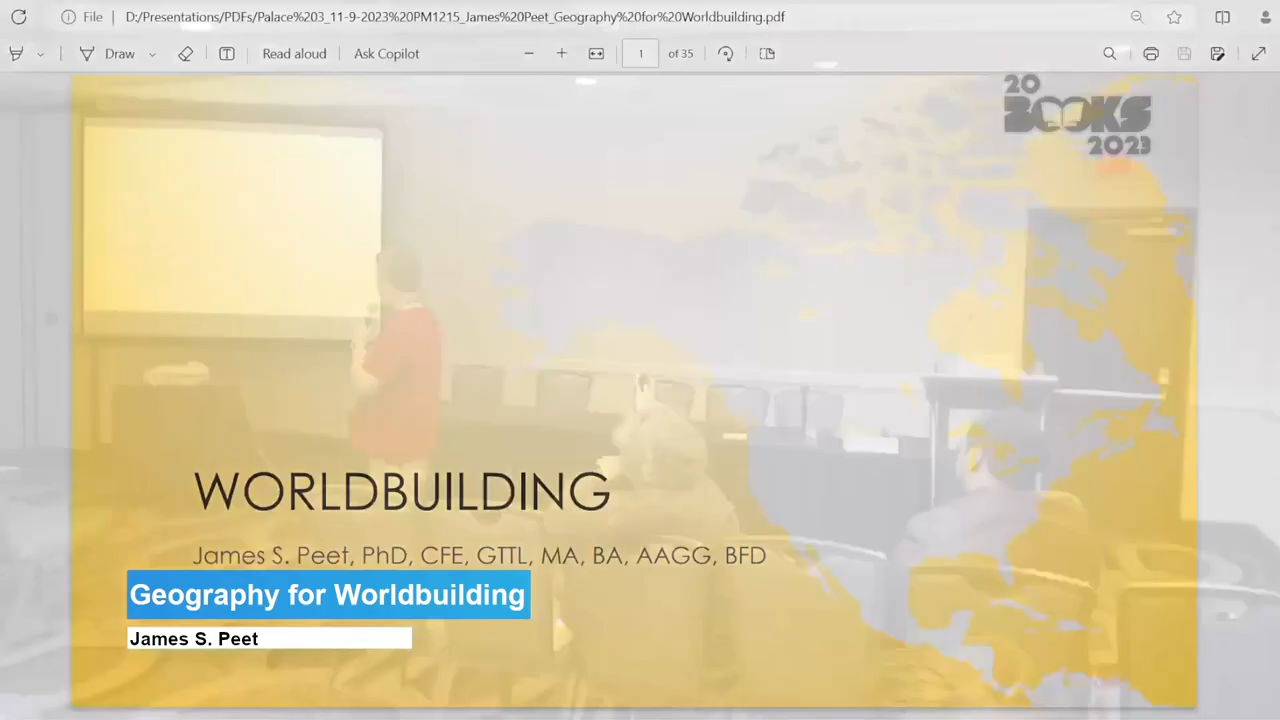 File D:/Presentations/PDFs/Palace%203_11-9-2023%20PM1215_James%20Peet_Geography%20for%20Worldbuilding.pdf
Draw Read aloud Ask Copilot 1 of 35
20
BOOKS
2023
WORLDBUILDING
James S. Peet, PhD, CFE, GTTL, MA, BA, AAGG, BFD
Geography for Worldbuilding
James S. Peet